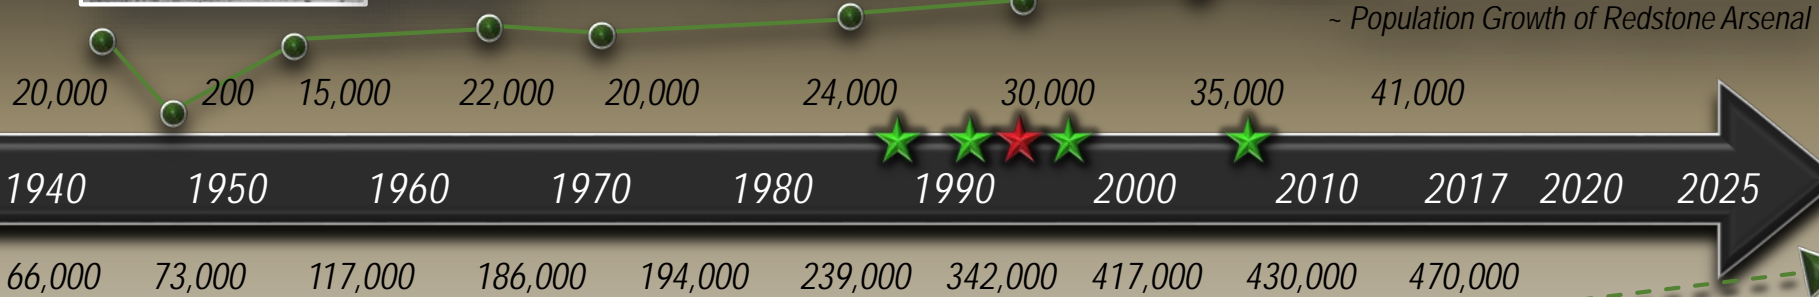 ~ Population Growth of Redstone Arsenal
20,000 200 15,000 22,000 20,000 24,000 30,000 35,000 41,000
1940 1950 1960 1970 1980 1990 2000 2010 2017 2020 2025
66,000 73,000 117,000 186,000 194,000 239,000 342,000 417,000 430,000 470,000